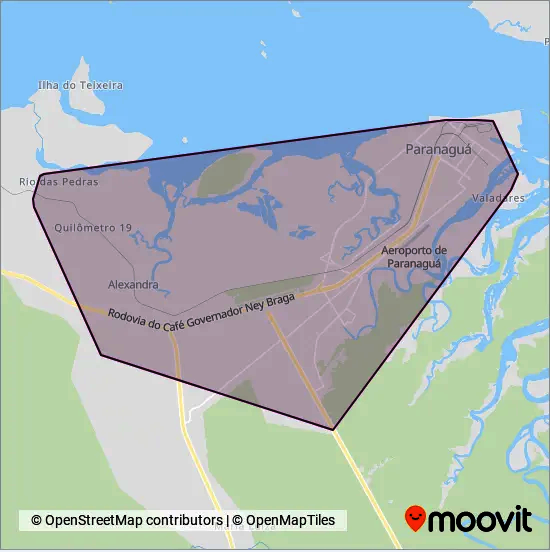 Ilha do Teixeira
Paranaguá
Rio das Pedras
Valadares
Quilômetro 19
Aeroporto de
Paranaguá
Alexandra
Rodovia do Café Governador Ney Braga
© OpenStreetMap contributors | © OpenMapTiles
moovit